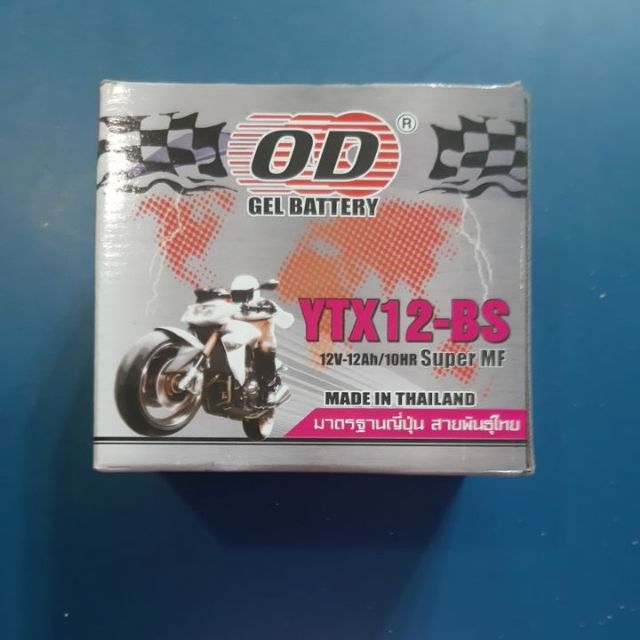 OD®
GEL BATTERY
YTX12-BS
12V-12Ah/10HR Super MF
MADE IN THAILAND
มาตรฐานญี่ปุ่น สายพันธุ์ไทย